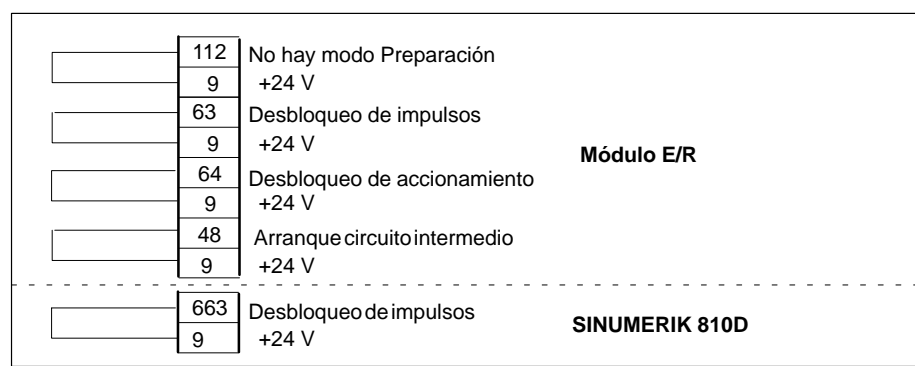 112 No hay modo Preparación
9 +24 V
63 Desbloqueo de impulsos
9 +24 V
Módulo E/R
64 Desbloqueo de accionamiento
9 +24 V
48 Arranque circuito intermedio
9 +24 V
663 Desbloqueo de impulsos
SINUMERIK 810D
9 +24 V